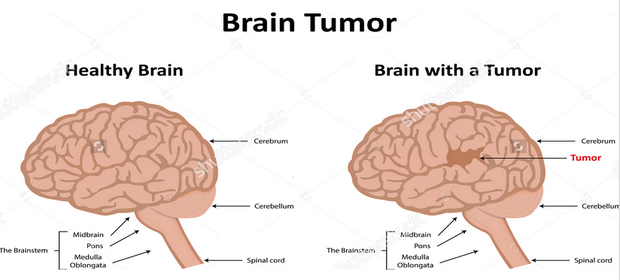 Brain Tumor
Healthy Brain
Cerebrum
Cerebellum
Midbrain
Pons
Medulla
Oblongata
The Brainstem
Spinal cord
Brain with a Tumor
Cerebrum
Tumor
Cerebellum
Midbrain
Pons
Medulla
Oblongata
The Brainstem
Spinal cord